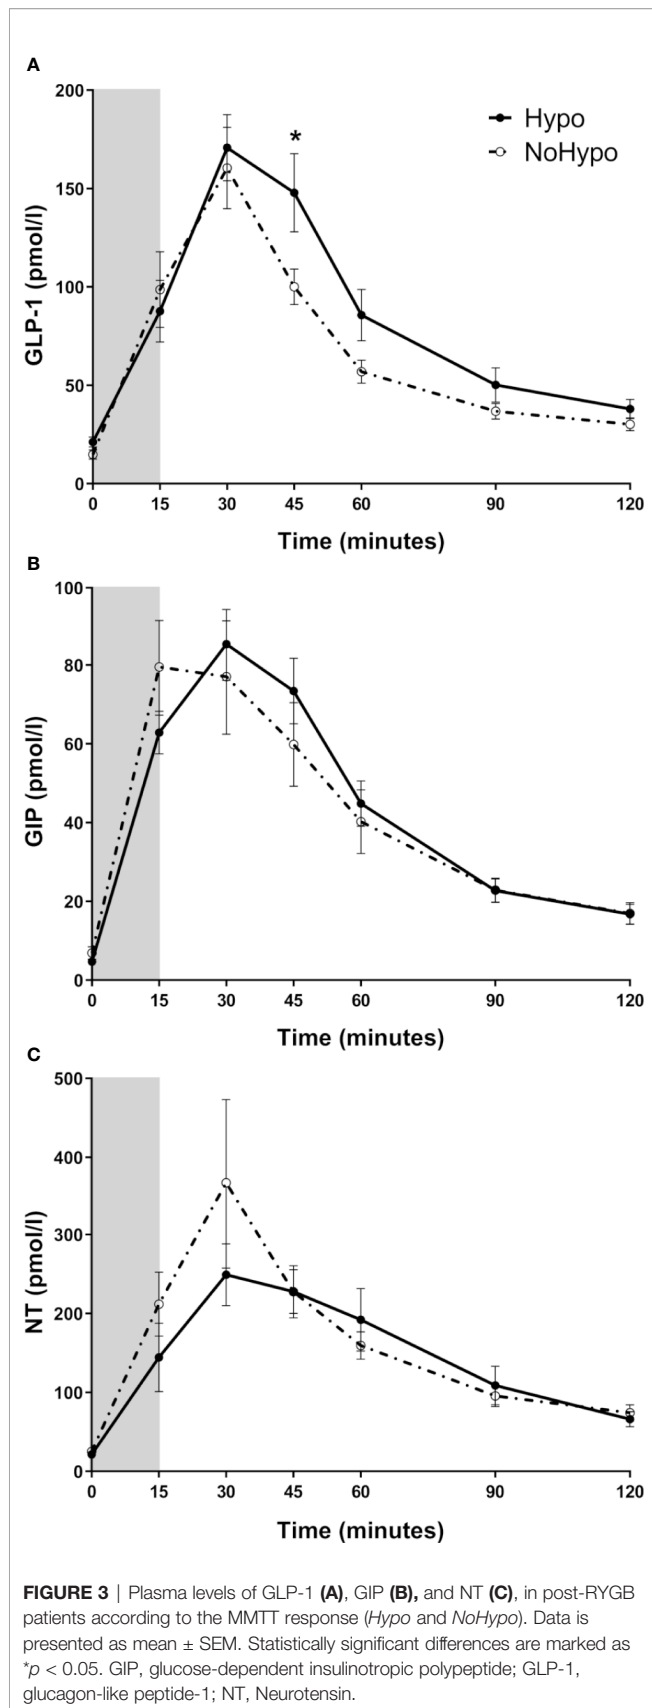 A
200
150
100
50
0
GLP-1 (pmol/l)
*
Hypo
NoHypo
0 15 30 45 60 90 120
Time (minutes)
B
100
80
60
40
20
0
GIP (pmol/l)
0 15 30 45 60 90 120
Time (minutes)
C
500
400
300
200
100
0
NT (pmol/l)
0 15 30 45 60 90 120
Time (minutes)
FIGURE 3 | Plasma levels of GLP-1 (A), GIP (B), and NT (C), in post-RYGB
patients according to the MMTT response (Hypo and NoHypo). Data is
presented as mean ± SEM. Statistically significant differences are marked as
*p < 0.05. GIP, glucose-dependent insulinotropic polypeptide; GLP-1,
glucagon-like peptide-1; NT, Neurotensin.